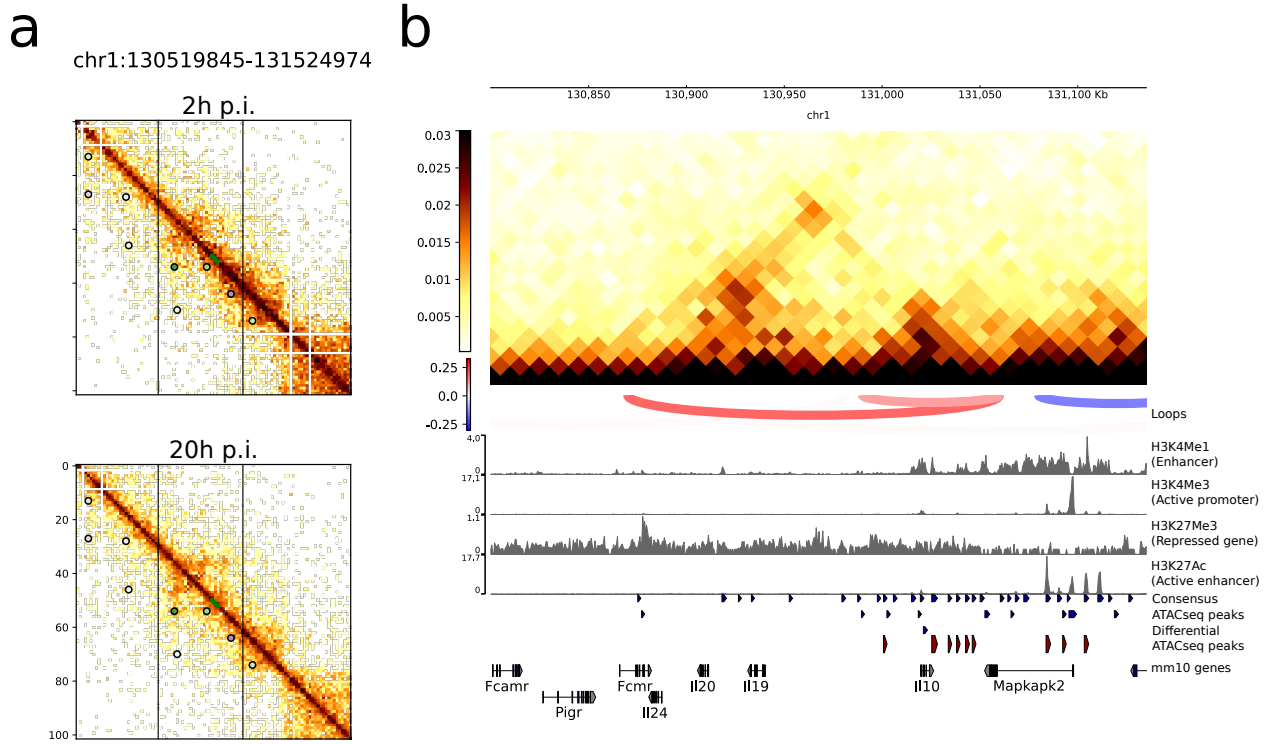 a
chr1:130519845-131524974
2h p.i.
20h p.i.
0
20
40
60
80
100
b
130,850 130,900 130,950 131,000 131,050 131,100 Kb
chr1
0.03
0.025
0.02
0.015
0.01
0.005
0.25
0.0
-0.25
Loops
4,0
0
H3K4Me1
(Enhancer)
17,1
0
H3K4Me3
(Active promoter)
1.1
0
H3K27Me3
(Repressed gene)
17,7
0
H3K27Ac
(Active enhancer)
Consensus
ATACseq peaks
Differential
ATACseq peaks
mm10 genes
Fcamr Fcmr Il20 Il19 Il10 Mapkapk2
Pigr Il24